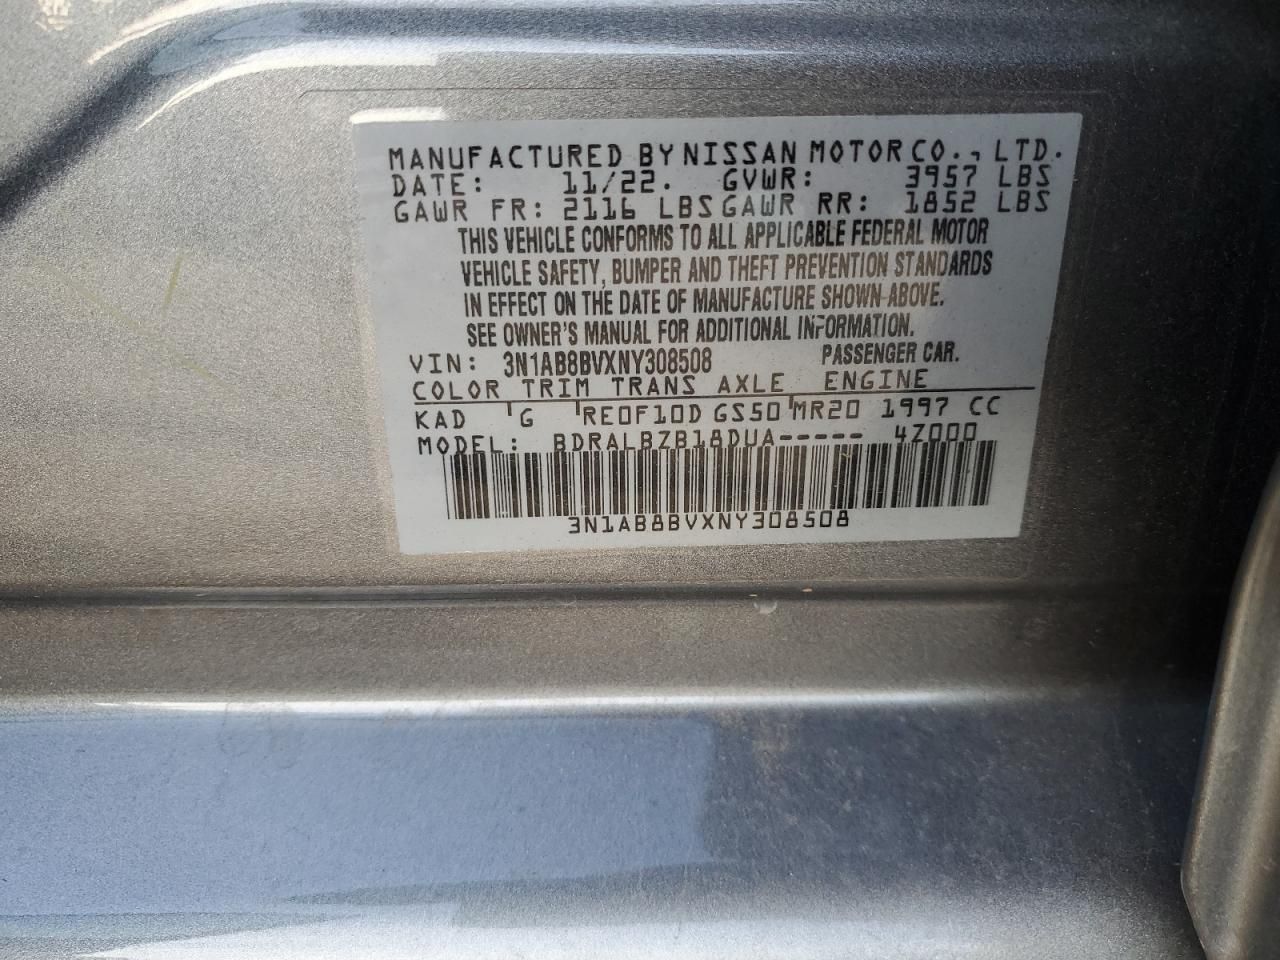 MANUFACTURED BY NISSAN MOTOR CO., LTD.
DATE: 11/22. GVWR: 3957 LBS
GAWR FR: 2116 LBS GAWR RR: 1852 LBS
THIS VEHICLE CONFORMS TO ALL APPLICABLE FEDERAL MOTOR
VEHICLE SAFETY, BUMPER AND THEFT PREVENTION STANDARDS
IN EFFECT ON THE DATE OF MANUFACTURE SHOWN ABOVE.
SEE OWNER'S MANUAL FOR ADDITIONAL INFORMATION.
VIN: 3N1AB8BVXNY308508 PASSENGER CAR.
COLOR TRIM TRANS AXLE ENGINE
KAD G RE0F10D GS50 MR20 1997 CC
MODEL: BDRALBZB18DUA----- 4Z000
3N1AB8BVXNY308508